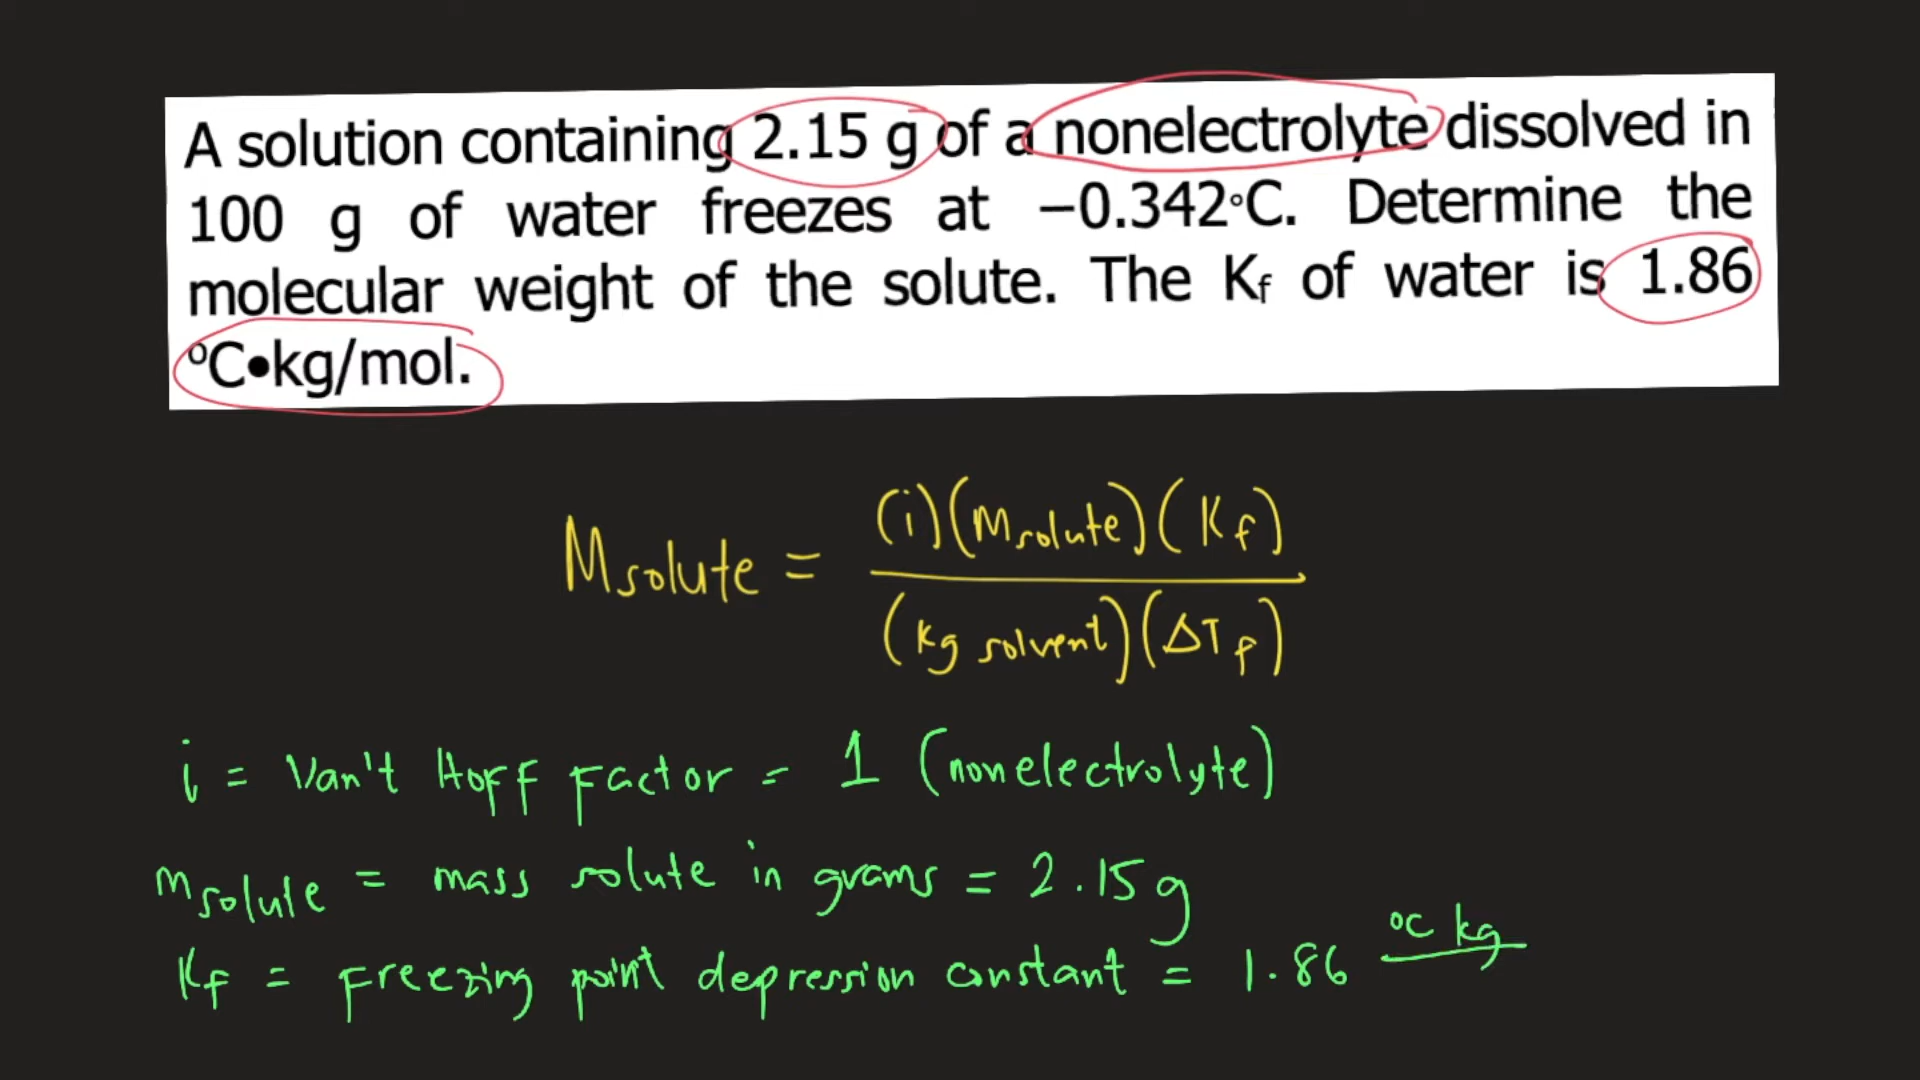 A solution containing 2.15 g of a nonelectrolyte dissolved in
100 g of water freezes at −0.342◦C. Determine the
molecular weight of the solute. The Kf of water is 1.86
ºC•kg/mol.
Msolute = (i)(msolute)(Kf)
(kg solvent)(ΔTf)
i = Van't Hoff Factor = 1 (nonelectrolyte)
msolute = mass solute in grams = 2.15 g
Kf = freezing point depression constant = 1.86 °C kg